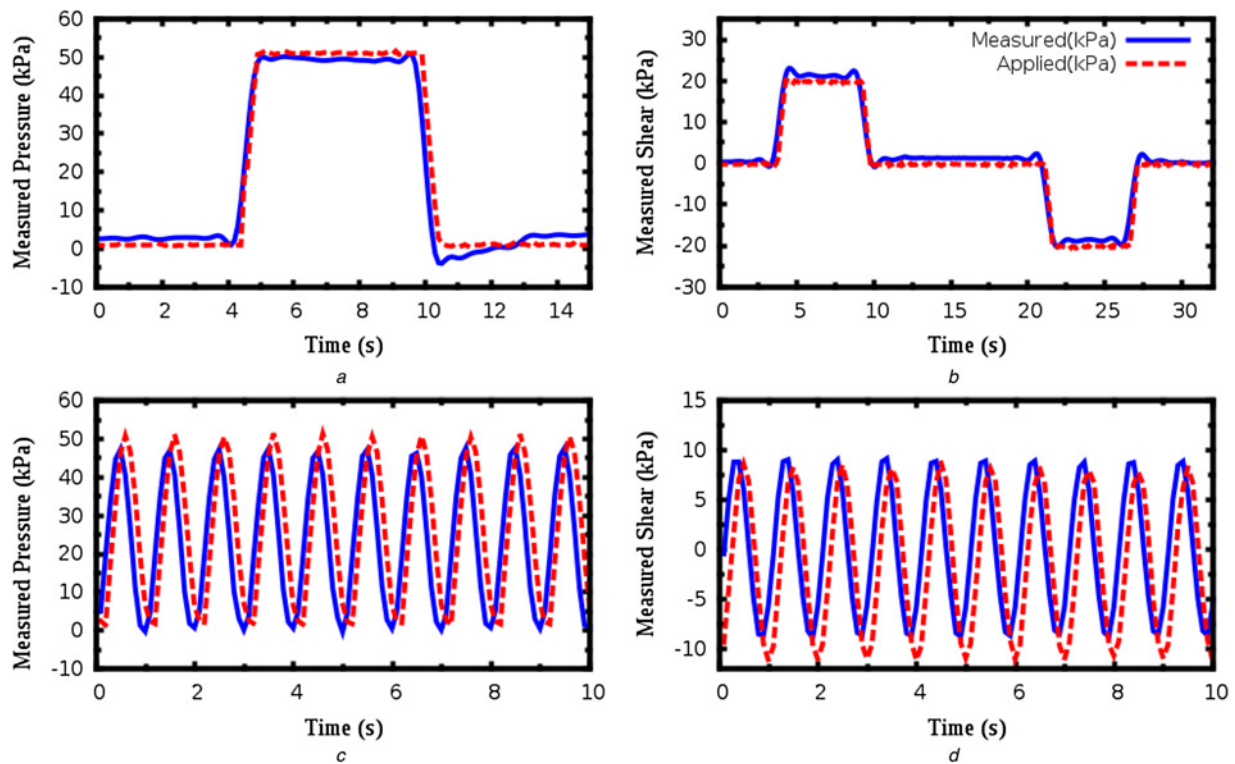 60
50
40
30
20
10
0
-10
Measured Pressure (kPa)
0 2 4 6 8 10 12 14
Time (s)
a
30
20
10
0
-10
-20
-30
Measured Shear (kPa)
Measured(kPa)
Applied(kPa)
0 5 10 15 20 25 30
Time (s)
b
60
50
40
30
20
10
0
-10
Measured Pressure (kPa)
0 2 4 6 8 10
Time (s)
c
15
10
5
0
-5
-10
Measured Shear (kPa)
0 2 4 6 8 10
Time (s)
d